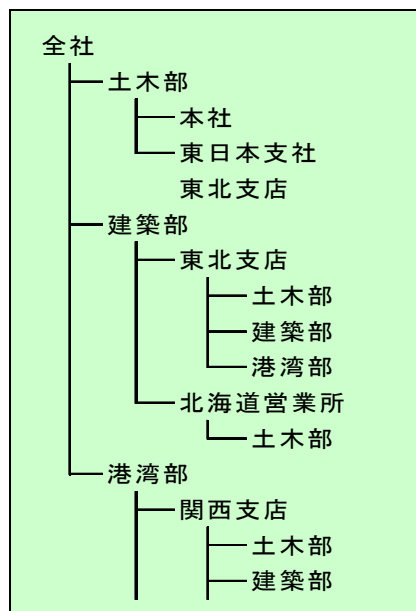 全社
土木部
本社
東日本支社
東北支店
建築部
東北支店
土木部
建築部
港湾部
北海道営業所
土木部
港湾部
関西支店
土木部
建築部